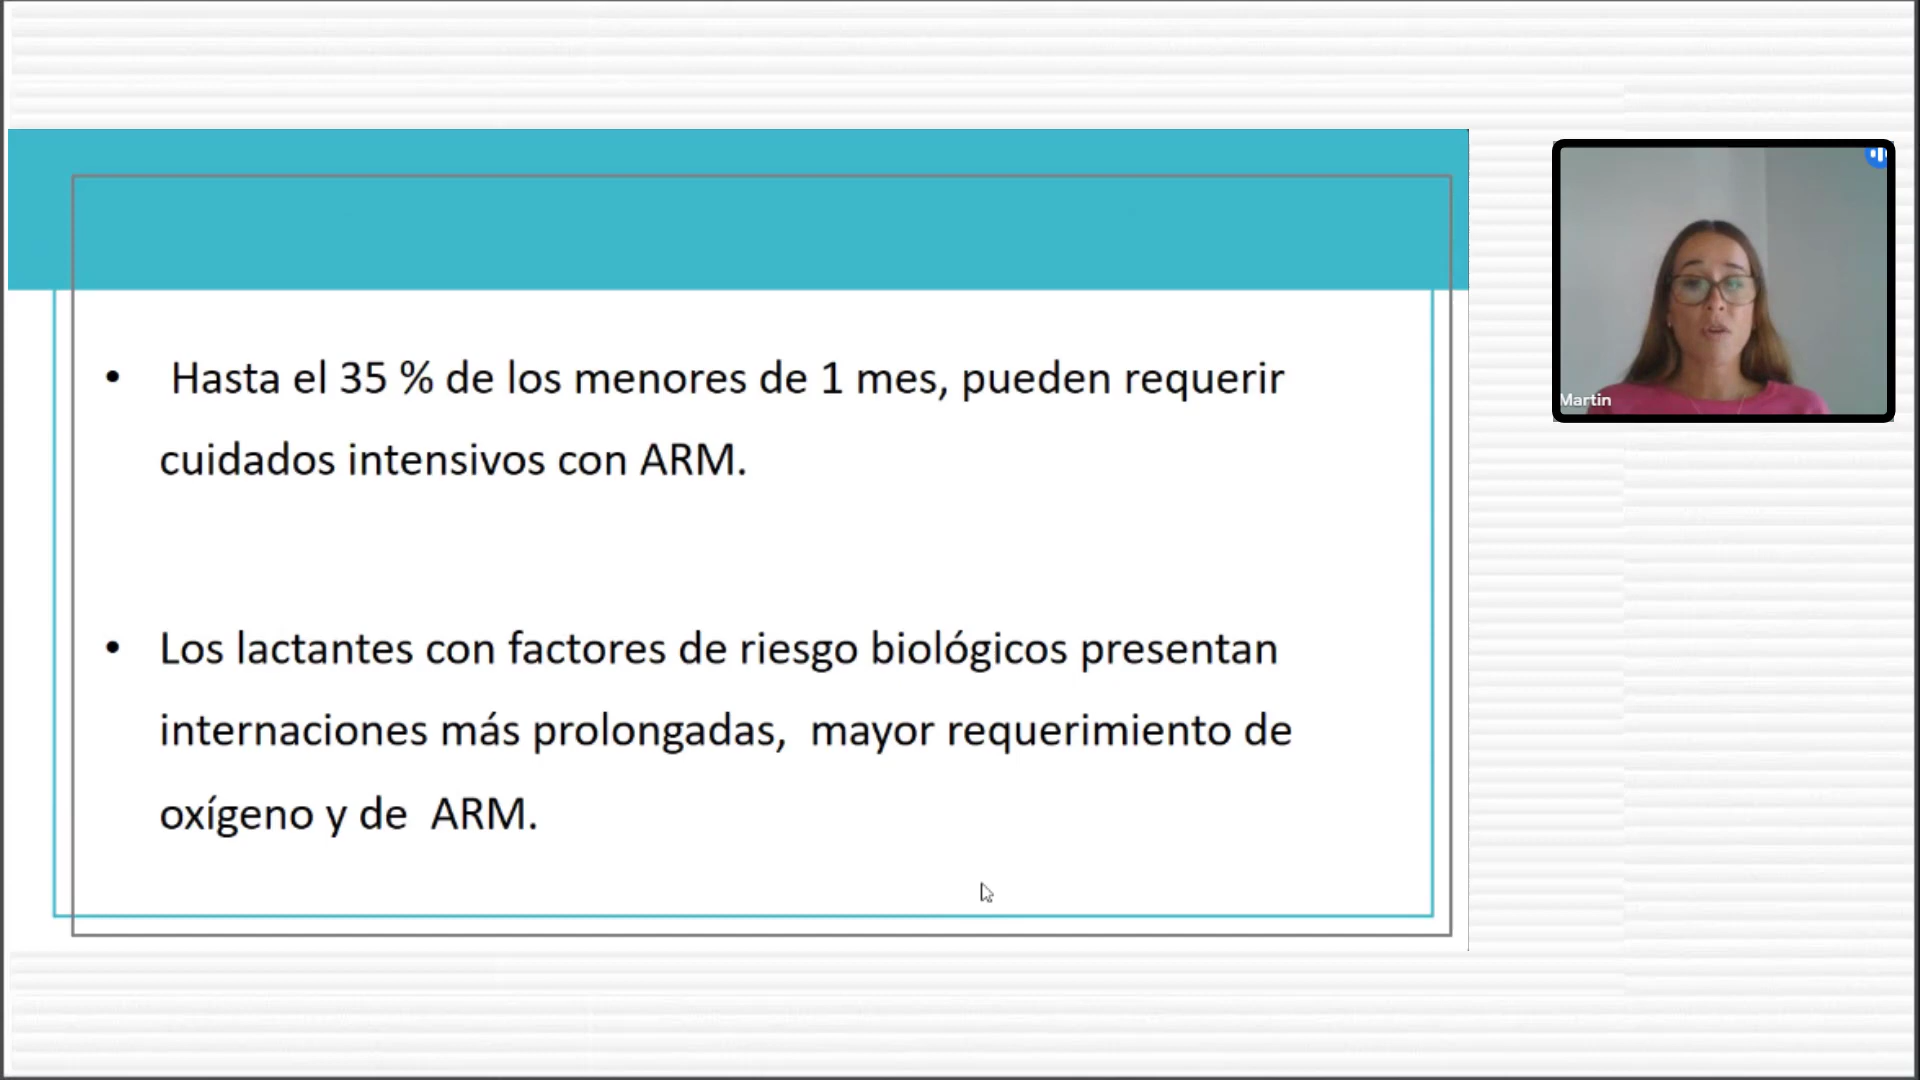 • Hasta el 35 % de los menores de 1 mes, pueden requerir
cuidados intensivos con ARM.
• Los lactantes con factores de riesgo biológicos presentan
internaciones más prolongadas, mayor requerimiento de
oxígeno y de ARM.
Martin